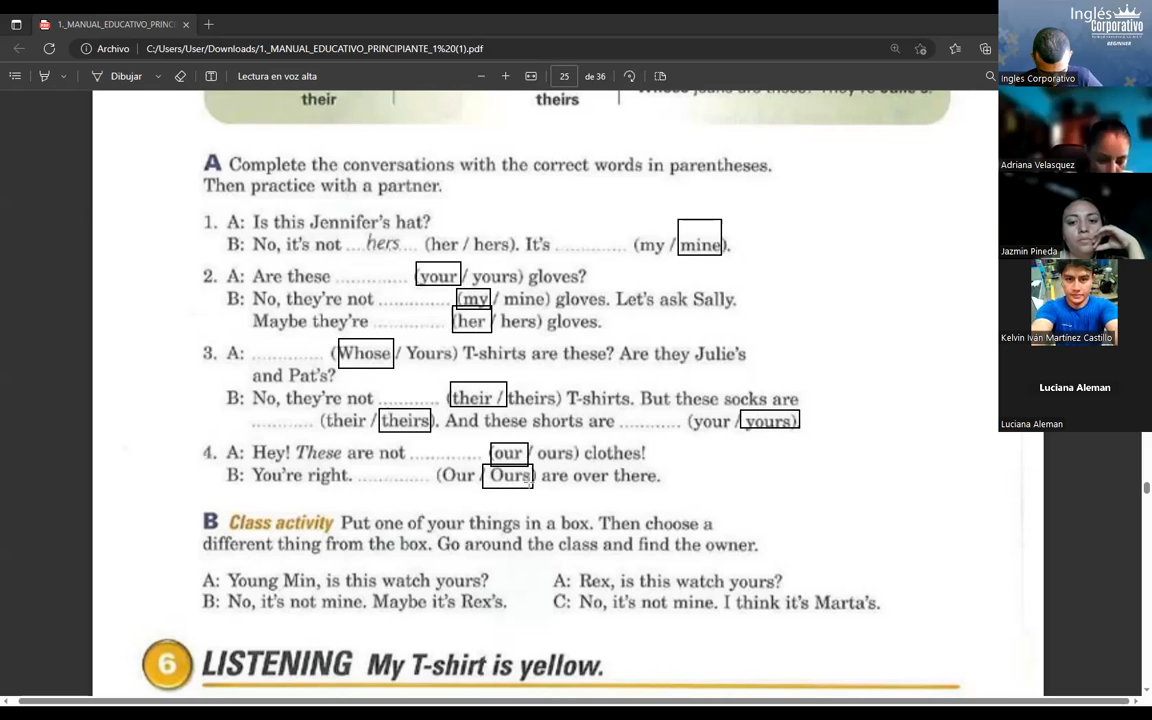 1._MANUAL_EDUCATIVO_PRINCI
Archivo
C:/Users/User/Downloads/1._MANUAL_EDUCATIVO_PRINCIPIANTE_1%20(1).pdf
Dibujar
Lectura en voz alta
25
de 36
their
theirs
A Complete the conversations with the correct words in parentheses.
Then practice with a partner.
1. A: Is this Jennifer's hat?
B: No, it's not ....hers.... (her / hers). It's ............. (my / mine).
2. A: Are these ............. (your / yours) gloves?
B: No, they're not ............. (my / mine) gloves. Let's ask Sally.
Maybe they're ............. (her / hers) gloves.
3. A: ............. (Whose / Yours) T-shirts are these? Are they Julie's
and Pat's?
B: No, they're not ............. (their / theirs) T-shirts. But these socks are
............. (their / theirs). And these shorts are ............. (your / yours)
4. A: Hey! These are not ............. (our / ours) clothes!
B: You're right. ............. (Our / Ours) are over there.
B Class activity Put one of your things in a box. Then choose a
different thing from the box. Go around the class and find the owner.
A: Young Min, is this watch yours?
B: No, it's not mine. Maybe it's Rex's.
A: Rex, is this watch yours?
C: No, it's not mine. I think it's Marta's.
6 LISTENING My T-shirt is yellow.
Inglés
Corporativo
BEGINNER
Ingles Corporativo
Adriana Velasquez
Jazmin Pineda
Kelvin Iván Martínez Castillo
Luciana Aleman
Luciana Aleman